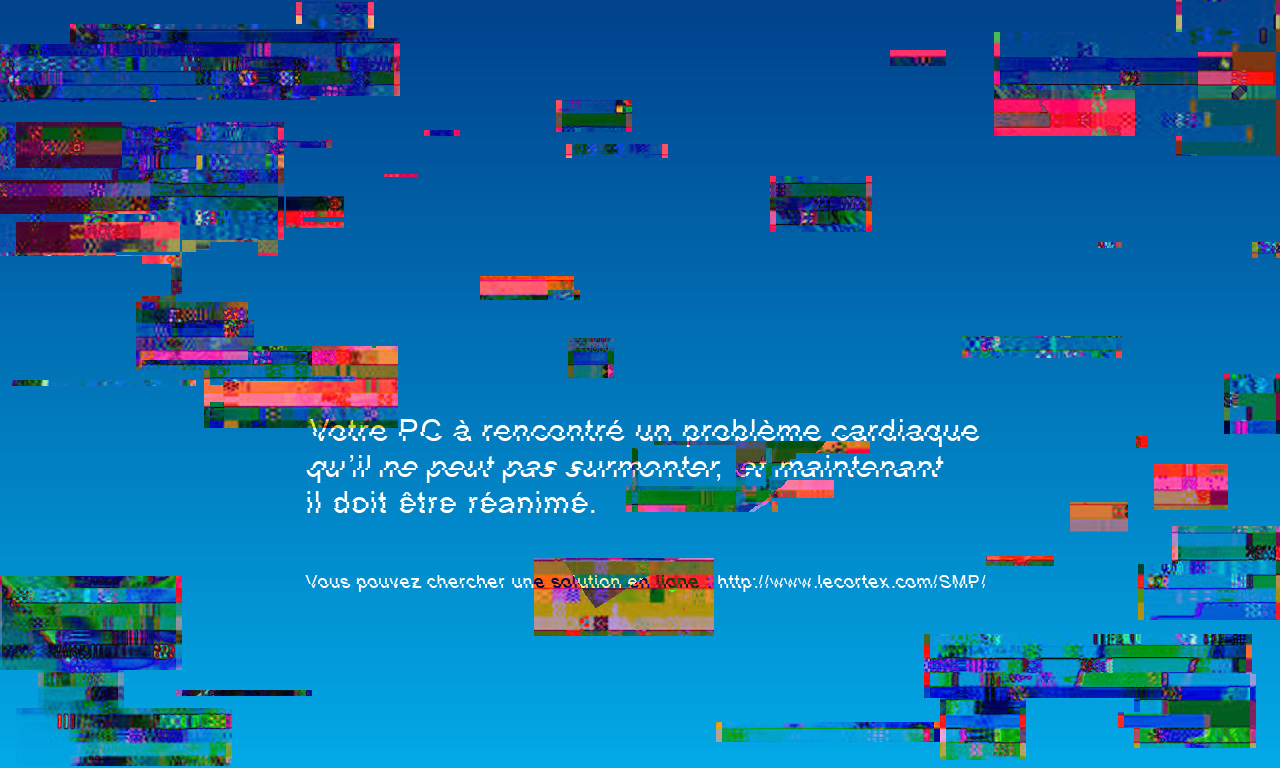 Votre PC à rencontré un problème cardiaque
qu'il ne peut pas surmonter, et maintenant
il doit être réanimé.
Vous pouvez chercher une solution en ligne : http://www.lecortex.com/SMP/